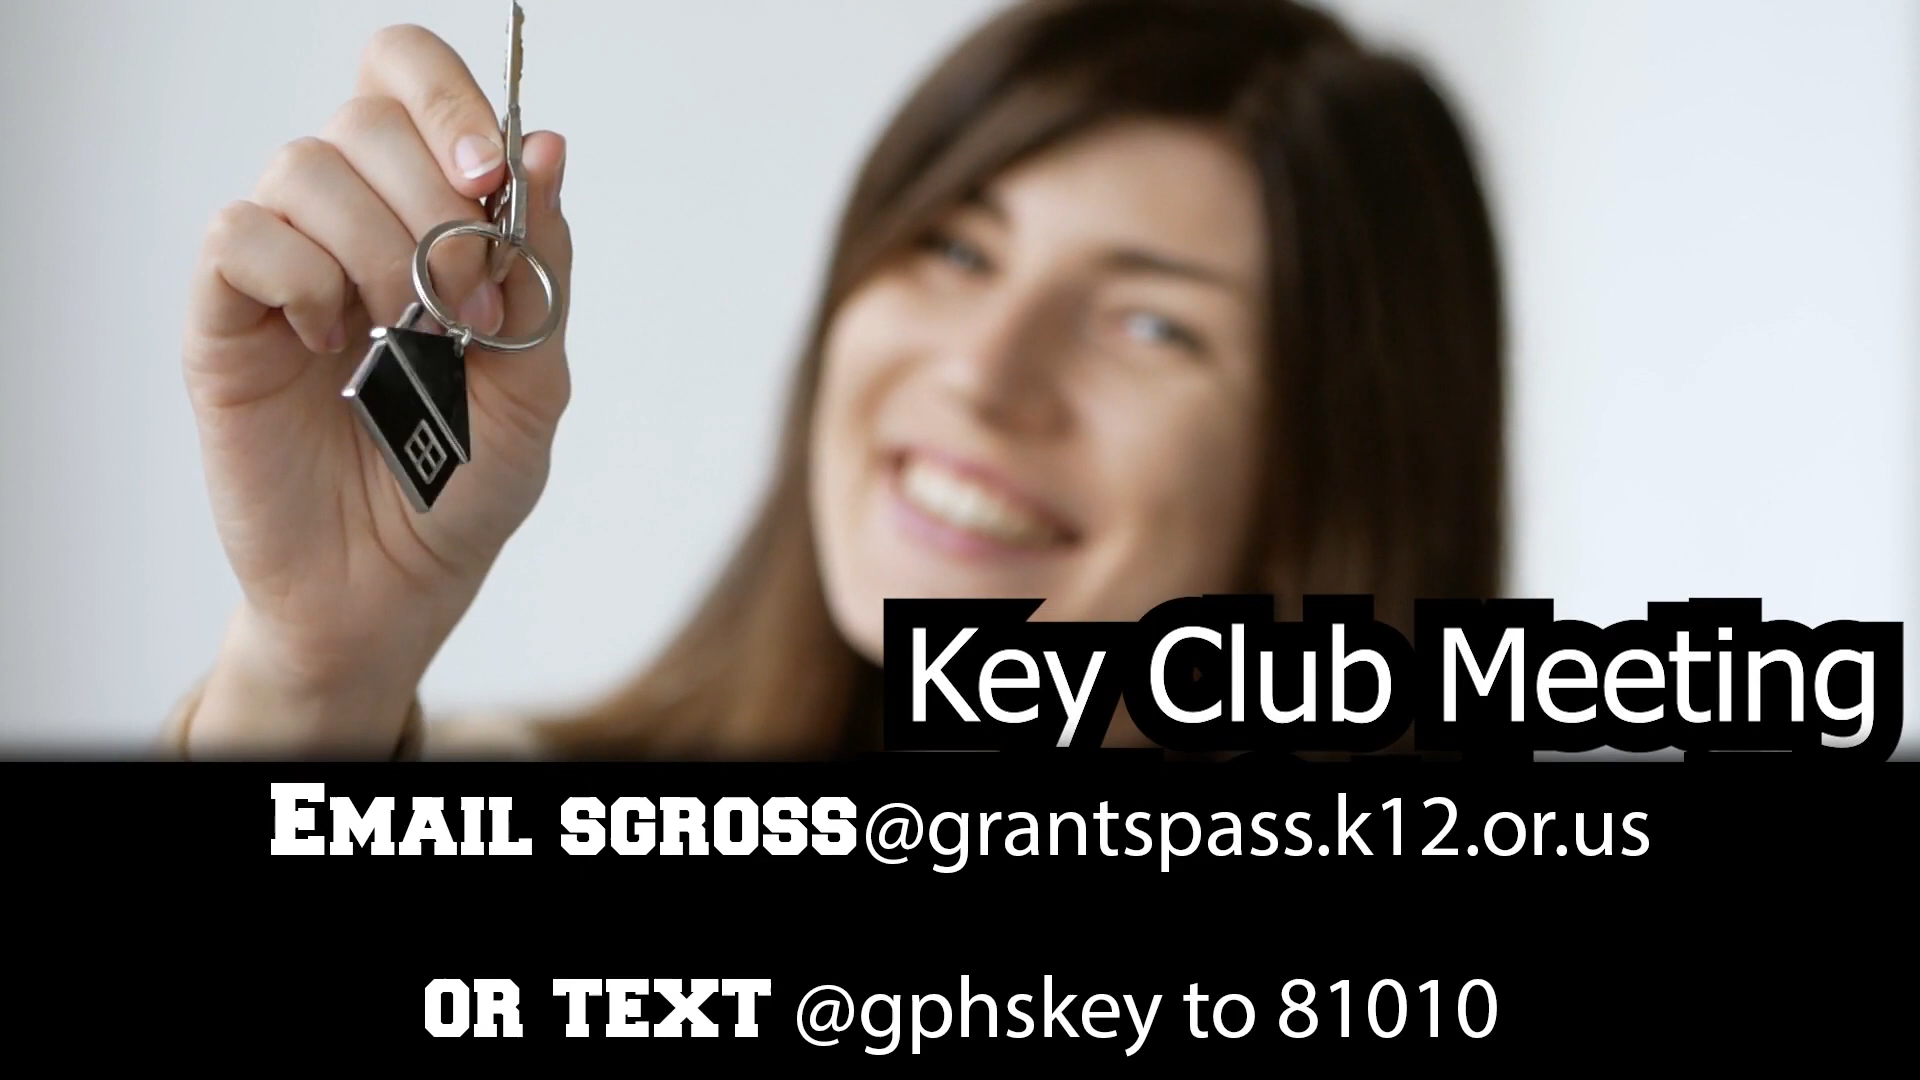 Key Club Meeting
EMAIL SGROSS@grantspass.k12.or.us
OR TEXT @gphskey to 81010